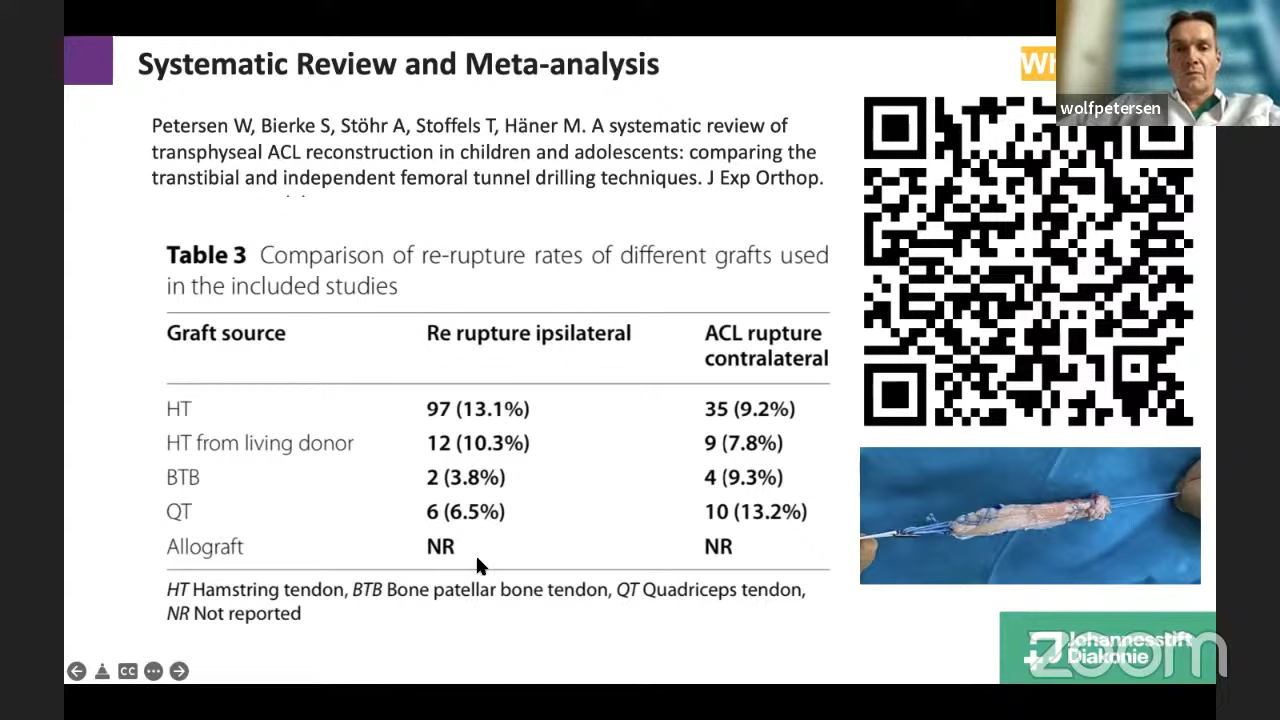 Systematic Review and Meta-analysis
Wh
wolfpetersen
Petersen W, Bierke S, Stöhr A, Stoffels T, Häner M. A systematic review of
transphyseal ACL reconstruction in children and adolescents: comparing the
transtibial and independent femoral tunnel drilling techniques. J Exp Orthop.
Table 3 Comparison of re-rupture rates of different grafts used
in the included studies
Graft source Re rupture ipsilateral ACL rupture
contralateral
HT 97 (13.1%) 35 (9.2%)
HT from living donor 12 (10.3%) 9 (7.8%)
BTB 2 (3.8%) 4 (9.3%)
QT 6 (6.5%) 10 (13.2%)
Allograft NR NR
HT Hamstring tendon, BTB Bone patellar bone tendon, QT Quadriceps tendon,
NR Not reported
Johannesstift
Diakonie
zoom
CC